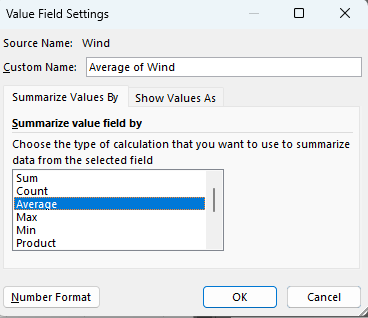 Value Field Settings
Source Name: Wind
Custom Name: Average of Wind
Summarize Values By Show Values As
Summarize value field by
Choose the type of calculation that you want to use to summarize
data from the selected field
Sum
Count
Average
Max
Min
Product
Number Format OK Cancel